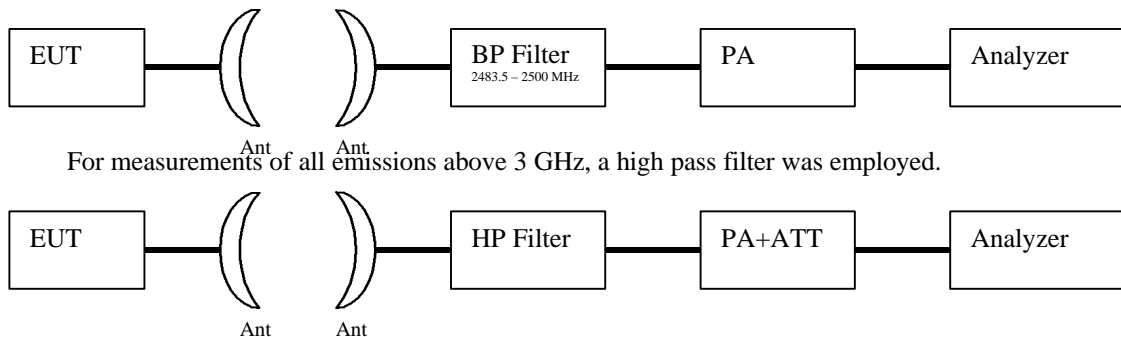 EUT
BP Filter
2483.5 – 2500 MHz
PA
Analyzer
Ant
Ant
For measurements of all emissions above 3 GHz, a high pass filter was employed.
EUT
HP Filter
PA+ATT
Analyzer
Ant
Ant